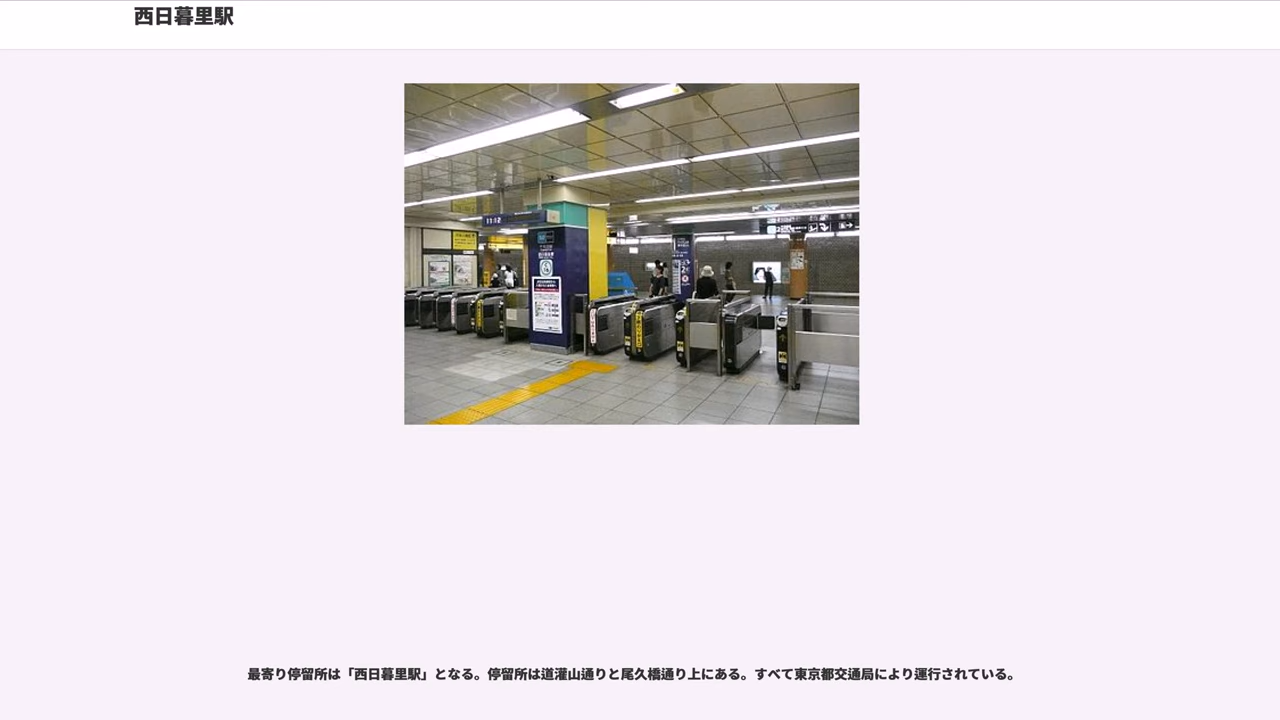 西日暮里駅
11:12
最寄り停留所は「西日暮里駅」となる。停留所は道灌山通りと尾久橋通り上にある。すべて東京都交通局により運行されている。